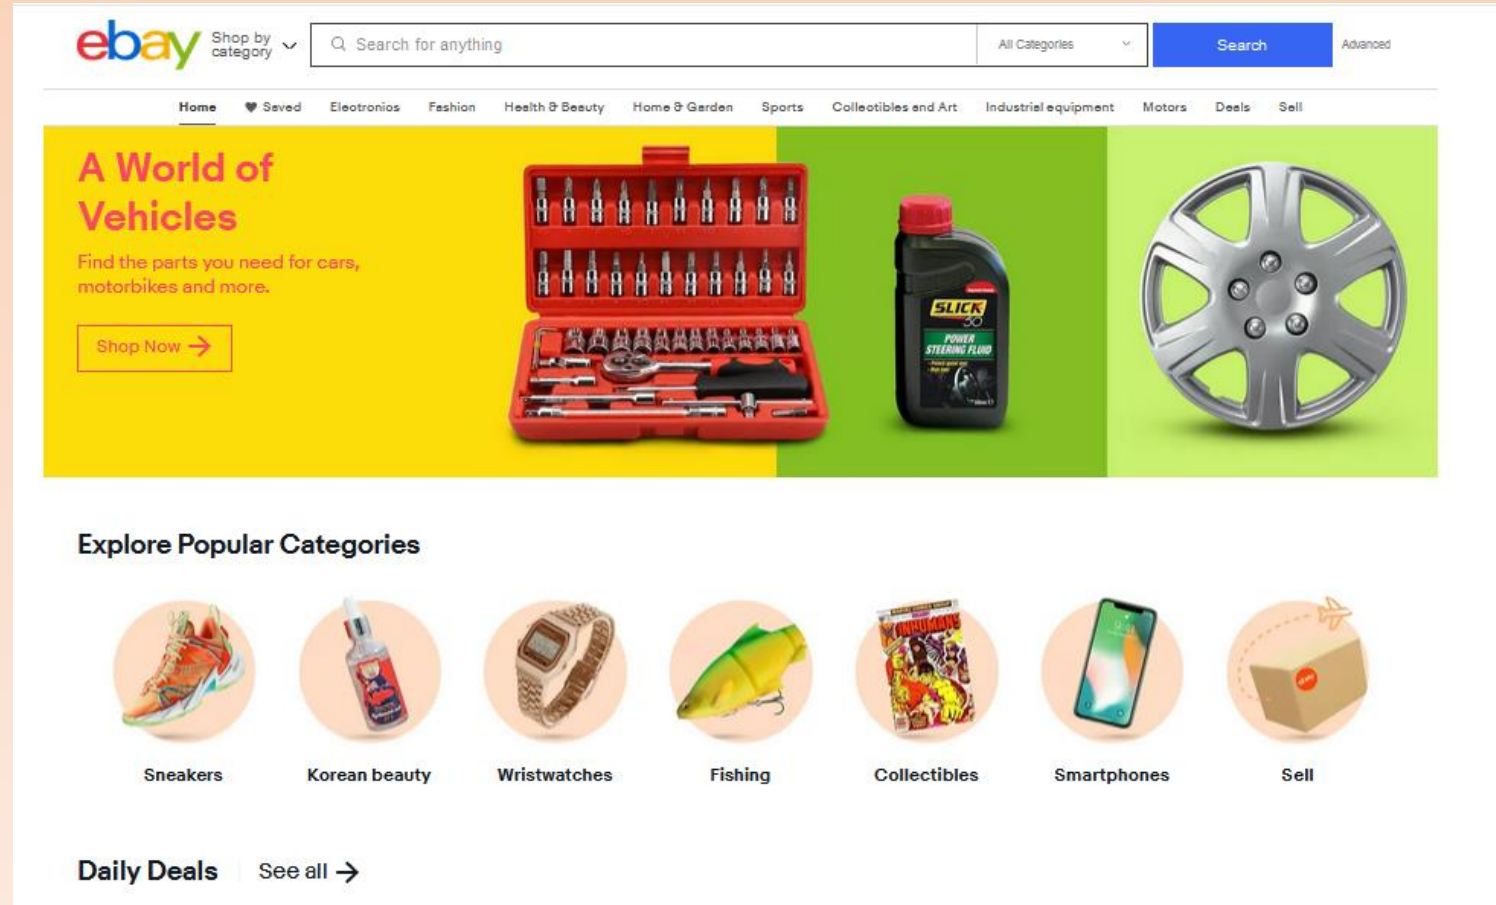 ebay
Shop by
category
Search for anything
All Categories
Search
Advanced
Home
Saved
Electronics
Fashion
Health & Beauty
Home & Garden
Sports
Collectibles and Art
Industrial equipment
Motors
Deals
Sell
A World of
Vehicles
Find the parts you need for cars,
motorbikes and more.
Shop Now
SLICK
50
POWER
STEERING FLUID
Explore Popular Categories
INHUMANS
Sneakers
Korean beauty
Wristwatches
Fishing
Collectibles
Smartphones
Sell
Daily Deals
See all